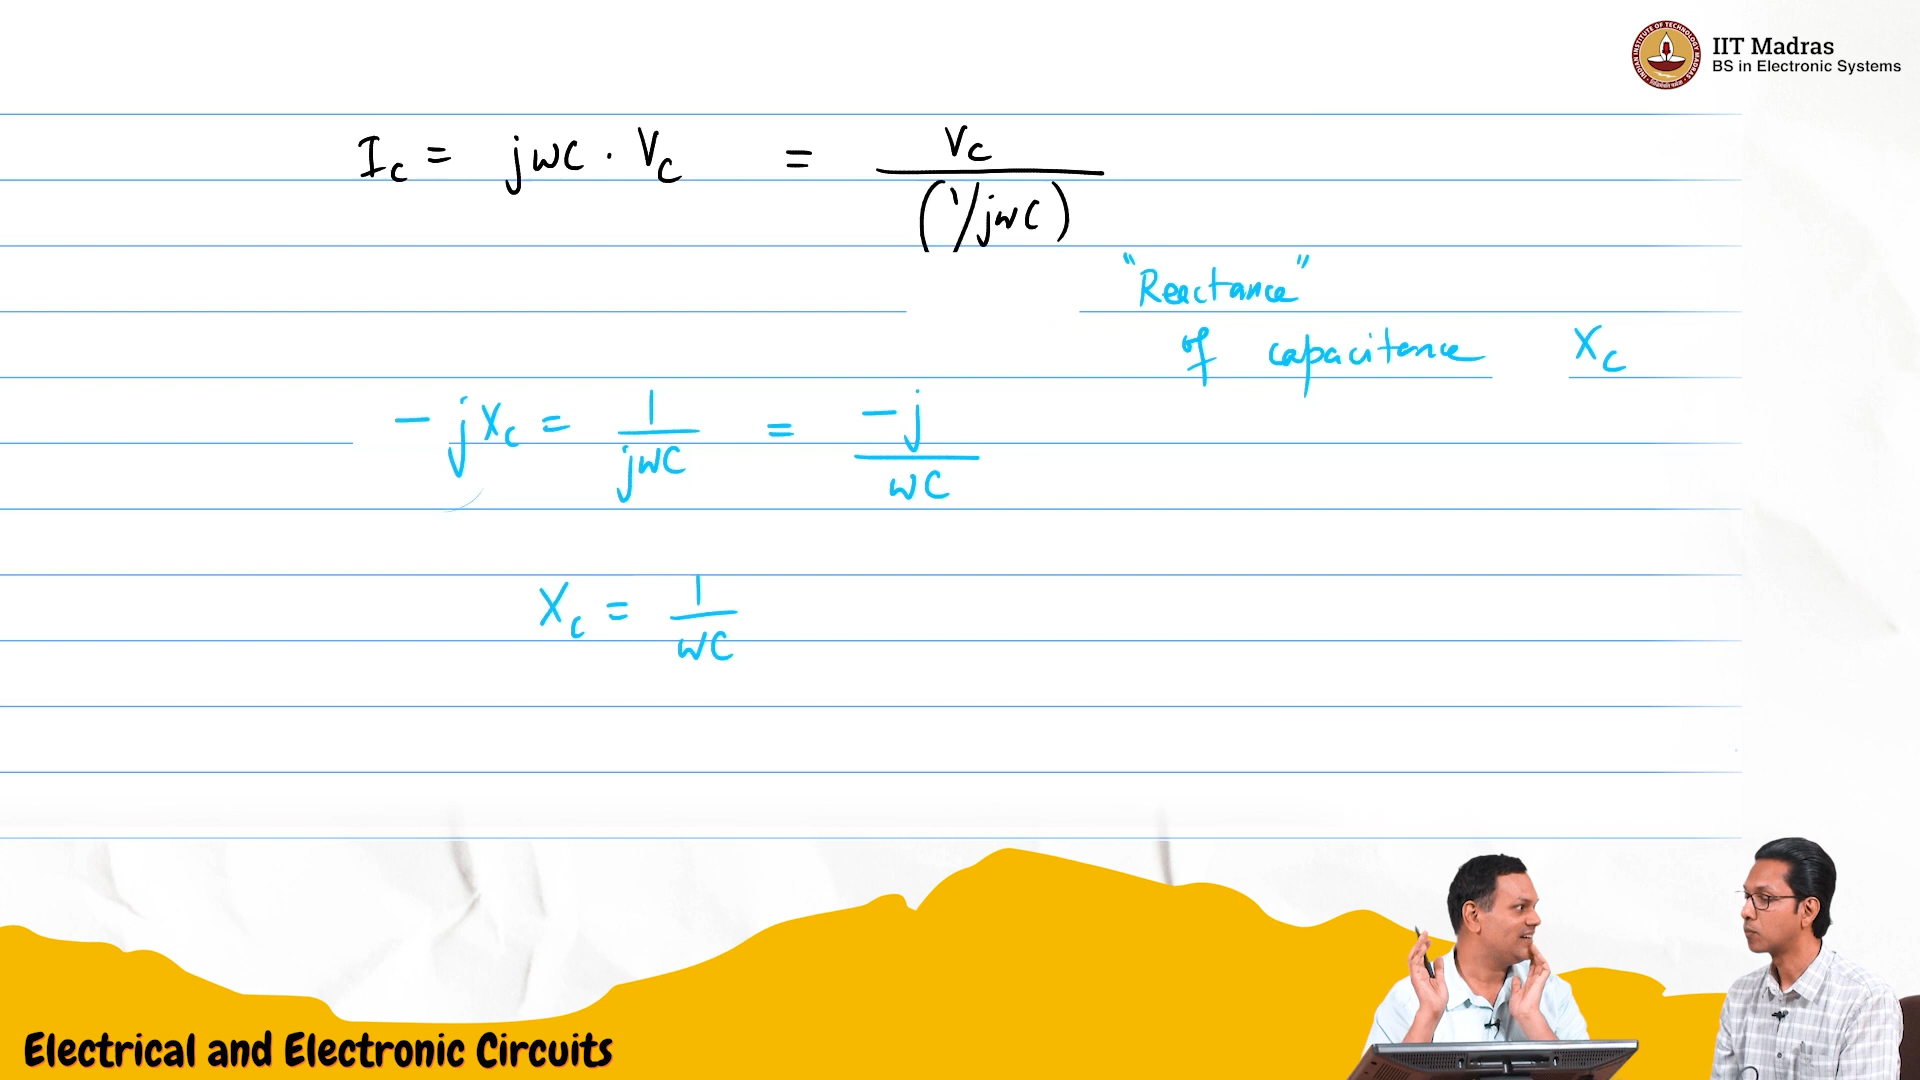 IIT Madras
BS in Electronic Systems
I_C = jωC · V_C = V_C / (1/jωC)
"Reactance"
of capacitance X_C
- jX_C = 1/jωC = -j/ωC
X_C = 1/ωC
Electrical and Electronic Circuits